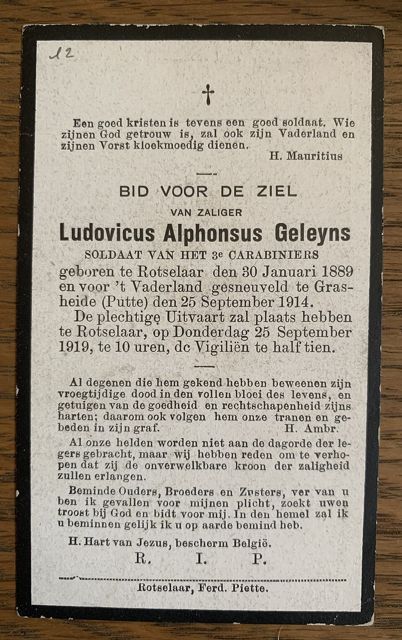 12
Een goed kristen is tevens een goed soldaat. Wie
zijnen God getrouw is, zal ook zijn Vaderland en
zijnen Vorst kloekmoedig dienen.
H. Mauritius
BID VOOR DE ZIEL
VAN ZALIGER
Ludovicus Alphonsus Geleyns
SOLDAAT VAN HET 3e CARABINIERS
geboren te Rotselaar den 30 Januari 1889
en voor 't Vaderland gesneuveld te Gras-
heide (Putte) den 25 September 1914.
De plechtige Uitvaart zal plaats hebben
te Rotselaar, op Donderdag 25 September
1919, te 10 uren, de Vigiliën te half tien.
Al degenen die hem gekend hebben beweenen zijn
vroegtijdige dood in den vollen bloei des levens, en
getuigen van de goedheid en rechtschapenheid zijns
harten; daarom ook volgen hem onze tranen en ge-
beden in zijn graf. H. Ambr.
Al onze helden worden niet aan de dagorde der le-
gers gebracht, maar wij hebben reden om te verho-
pen dat zij de onverwelkbare kroon der zaligheid
zullen erlangen.
Beminde Ouders, Broeders en Zusters, ver van u
ben ik gevallen voor mijnen plicht, zoekt uwen
troost bij God en bidt voor mij. In den hemel zal ik
u beminnen gelijk ik u op aarde bemind heb.
H. Hart van Jezus, bescherm België.
R. I. P.
Rotselaar, Ferd. Piette.